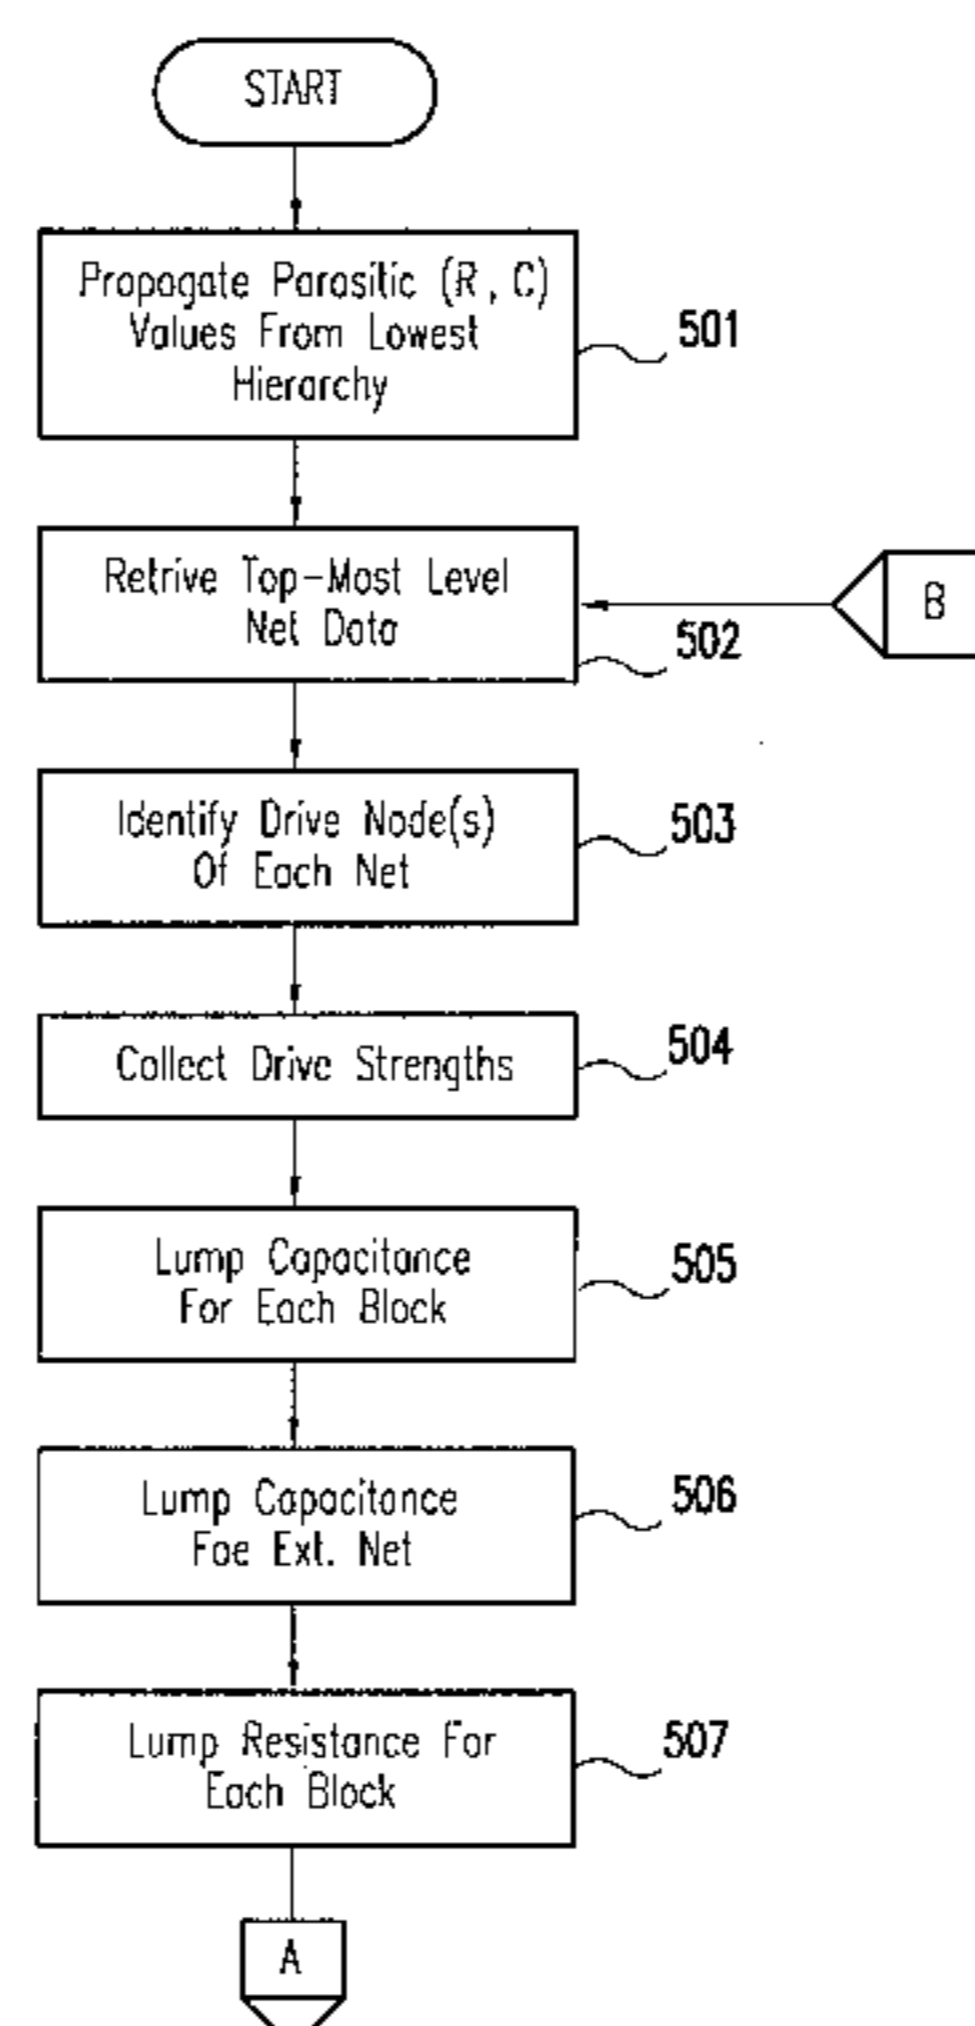 START
Propagate Parasitic (R, C)
Values From Lowest
Hierarchy
501
Retrive Top-Most Level
Net Data
502
B
Identify Drive Node(s)
Of Each Net
503
Collect Drive Strengths
504
Lump Capacitance
For Each Block
505
Lump Capacitance
Foe Ext. Net
506
Lump Resistance For
Each Block
507
A